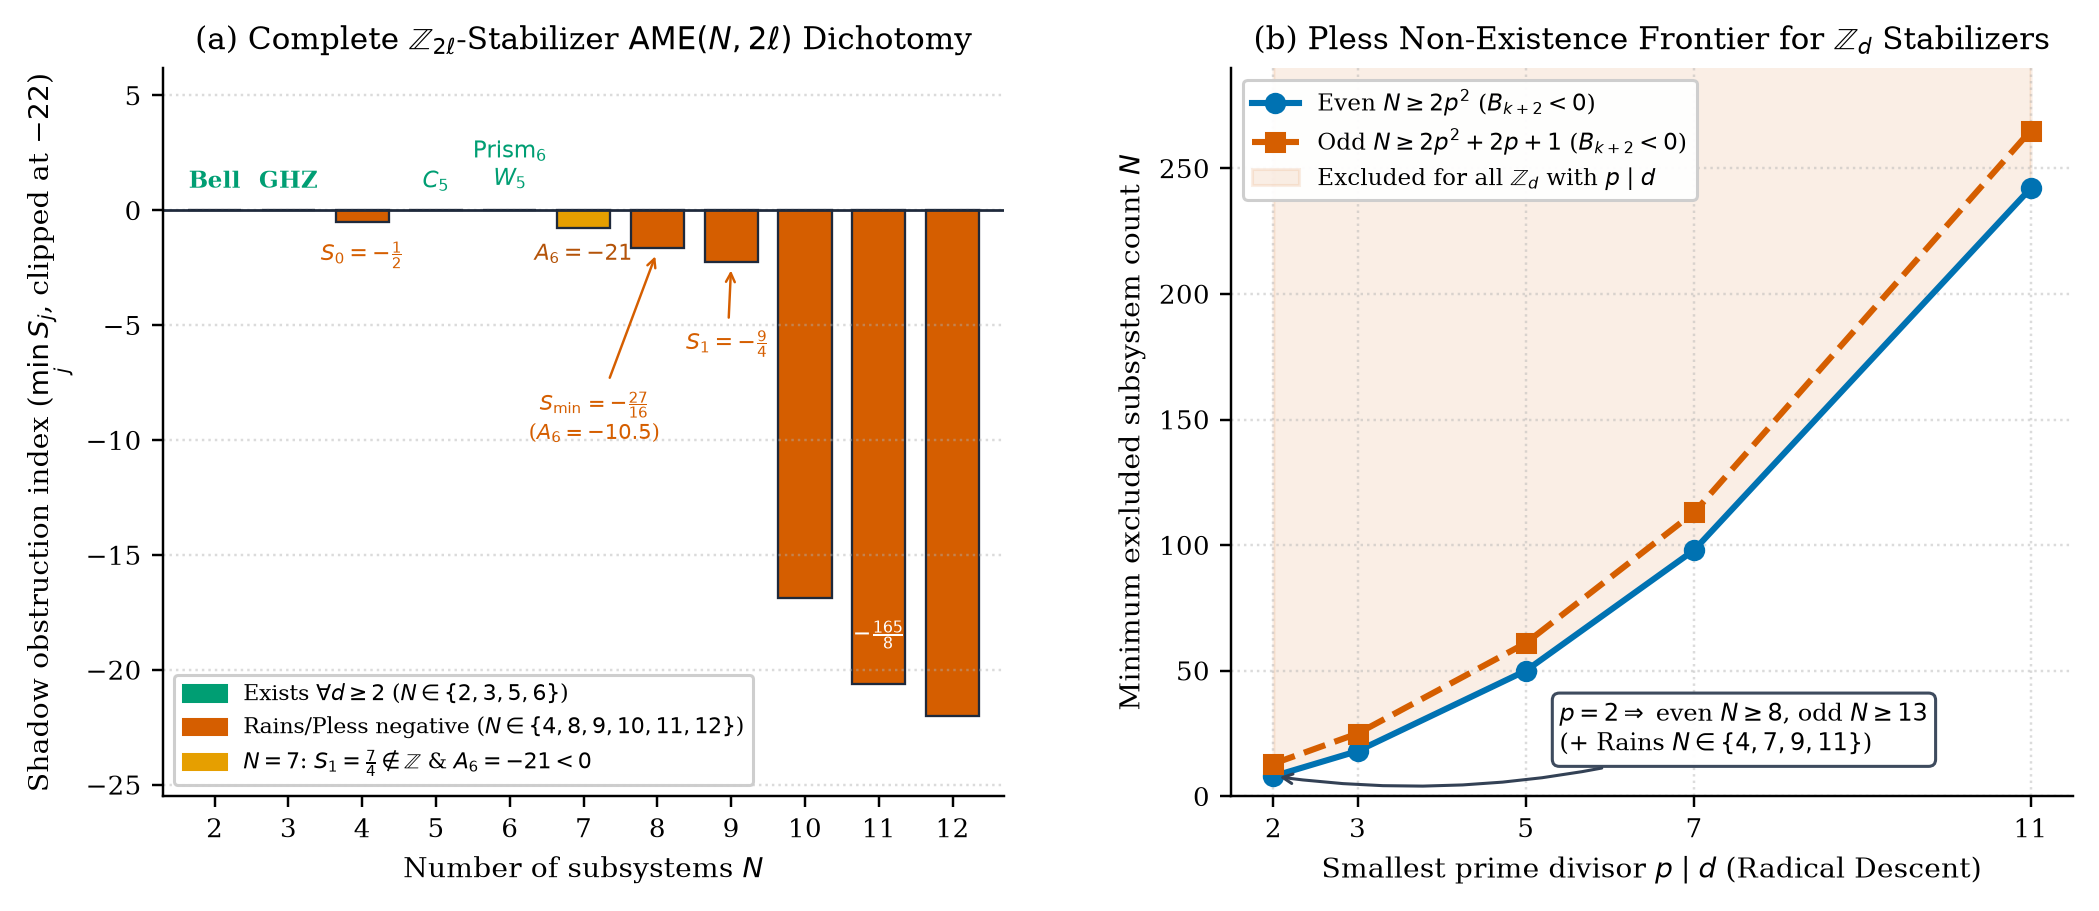 (a) Complete ℤ₂ℓ-Stabilizer AME(N, 2ℓ) Dichotomy
Shadow obstruction index (min_j S_j, clipped at −22)
5
0
−5
−10
−15
−20
−25
Bell
GHZ
C₅
Prism₆
W₅
S₀ = −1/2
A₆ = −21
S₁ = −9/4
S_min = −27/16
(A₆ = −10.5)
−165/8
Exists ∀d ≥ 2 (N ∈ {2, 3, 5, 6})
Rains/Pless negative (N ∈ {4, 8, 9, 10, 11, 12})
N = 7: S₁ = 7/4 ∉ ℤ & A₆ = −21 < 0
2 3 4 5 6 7 8 9 10 11 12
Number of subsystems N
(b) Pless Non-Existence Frontier for ℤ_d Stabilizers
Minimum excluded subsystem count N
250
200
150
100
50
0
Even N ≥ 2p² (B_{k+2} < 0)
Odd N ≥ 2p² + 2p + 1 (B_{k+2} < 0)
Excluded for all ℤ_d with p | d
p = 2 ⇒ even N ≥ 8, odd N ≥ 13
(+ Rains N ∈ {4, 7, 9, 11})
2 3 5 7 11
Smallest prime divisor p | d (Radical Descent)